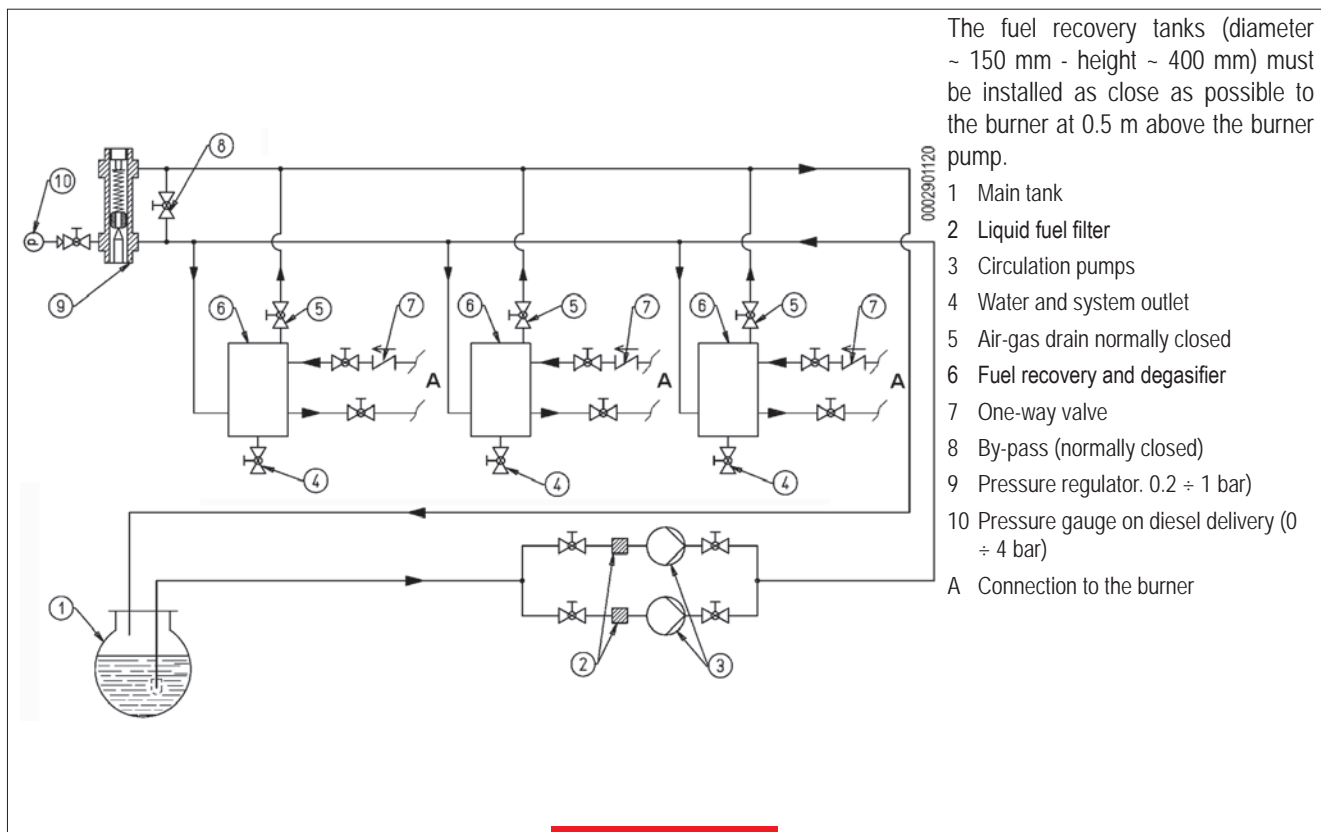 The fuel recovery tanks (diameter
~ 150 mm - height ~ 400 mm) must
be installed as close as possible to
the burner at 0.5 m above the burner
pump.
1 Main tank
2 Liquid fuel filter
3 Circulation pumps
4 Water and system outlet
5 Air-gas drain normally closed
6 Fuel recovery and degasifier
7 One-way valve
8 By-pass (normally closed)
9 Pressure regulator. 0.2 ÷ 1 bar)
10 Pressure gauge on diesel delivery (0
÷ 4 bar)
A Connection to the burner
0002901120
8
10
P
9
6
5
7
A
4
6
5
7
A
4
6
5
7
A
4
1
2
3